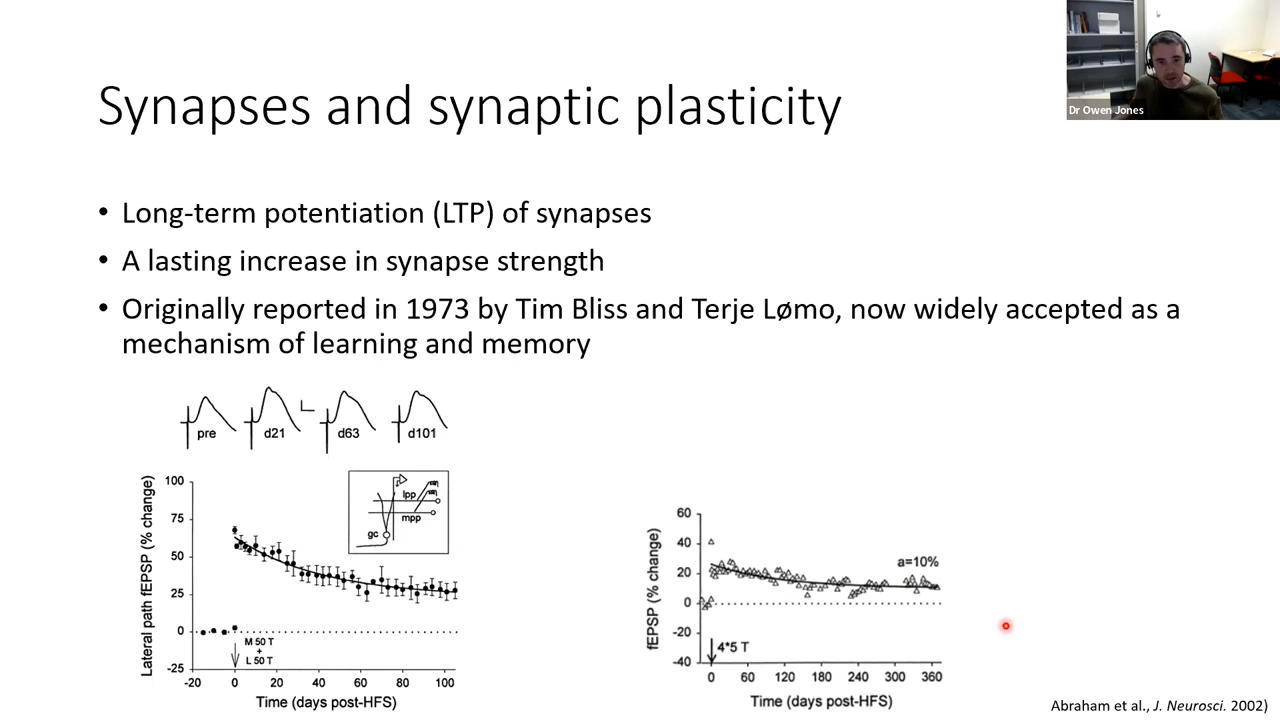 Dr Owen Jones
Synapses and synaptic plasticity
• Long-term potentiation (LTP) of synapses
• A lasting increase in synapse strength
• Originally reported in 1973 by Tim Bliss and Terje Lømo, now widely accepted as a
mechanism of learning and memory
pre
d21
d63
d101
Lateral path fEPSP (% change)
100
75
50
25
0
-25
lpp
mpp
gc
M 50 T
+
L 50 T
-20 0 20 40 60 80 100
Time (days post-HFS)
fEPSP (% change)
60
40
20
0
-20
-40
a=10%
4*5 T
0 60 120 180 240 300 360
Time (days post-HFS)
Abraham et al., J. Neurosci. 2002)